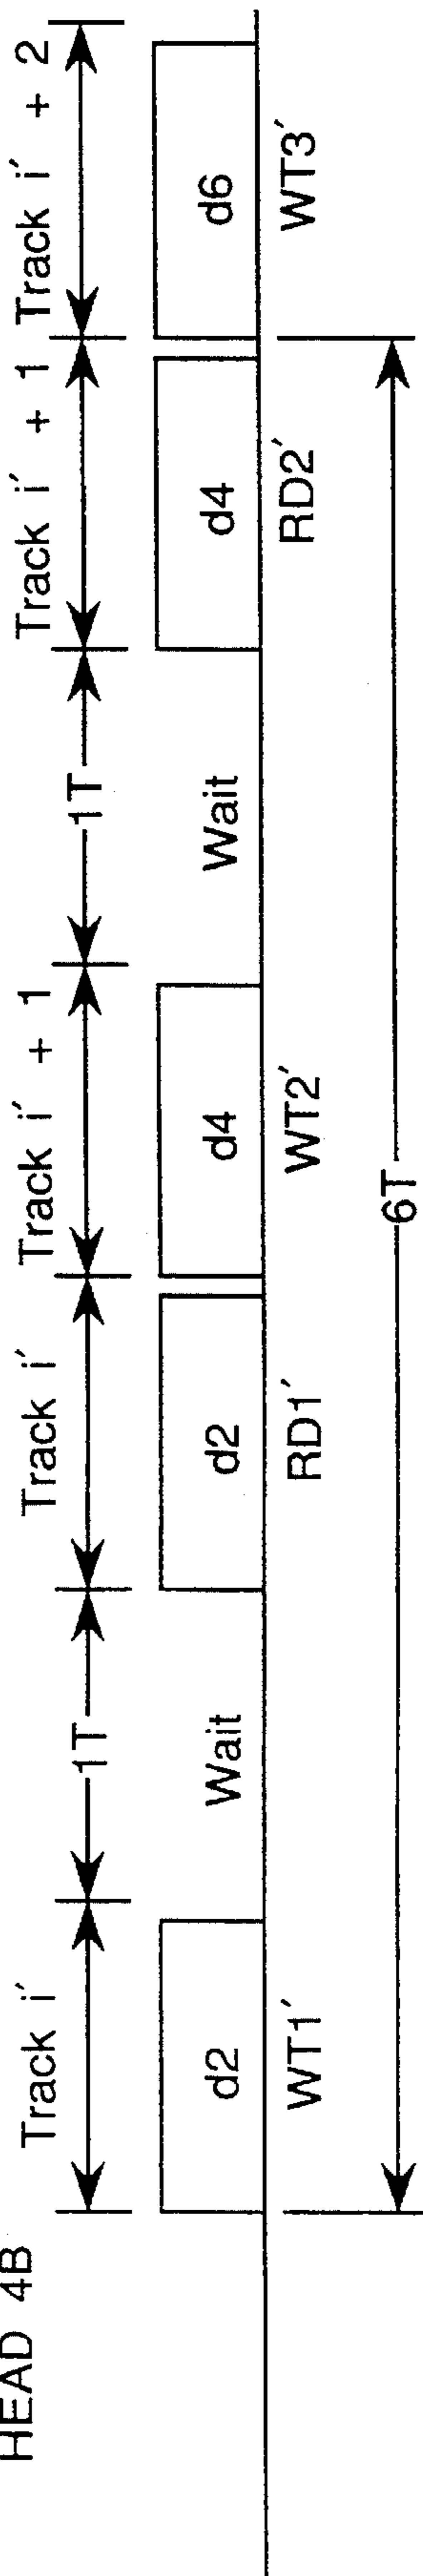 HEAD 4B
Track i′
1T
Track i′
Track i′ + 1
1T
Track i′ + 1
Track i′ + 2
d2
Wait
d2
d4
Wait
d4
d6
WT1′
RD1′
WT2′
RD2′
WT3′
6T